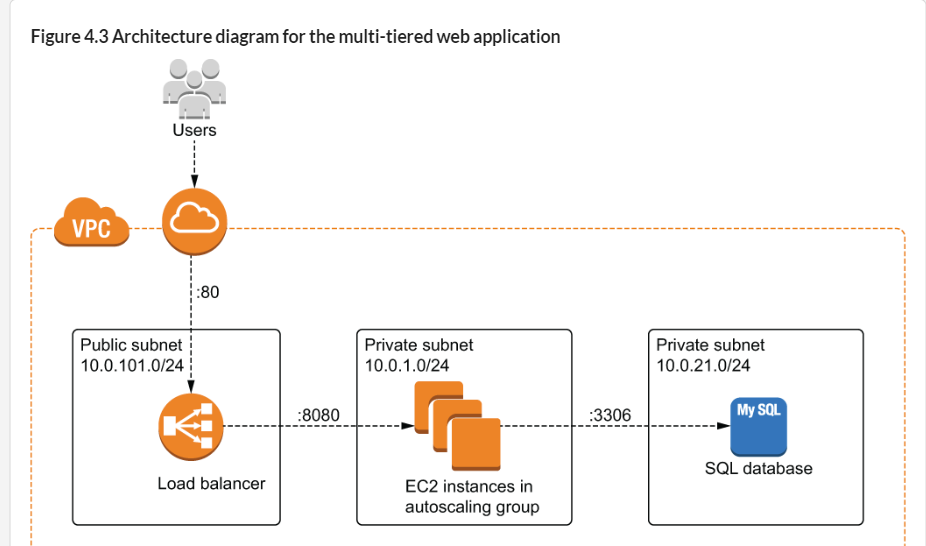 Figure 4.3 Architecture diagram for the multi-tiered web application
Users
VPC
:80
Public subnet
10.0.101.0/24
Private subnet
10.0.1.0/24
Private subnet
10.0.21.0/24
:8080
:3306
My SQL
Load balancer
EC2 instances in
autoscaling group
SQL database